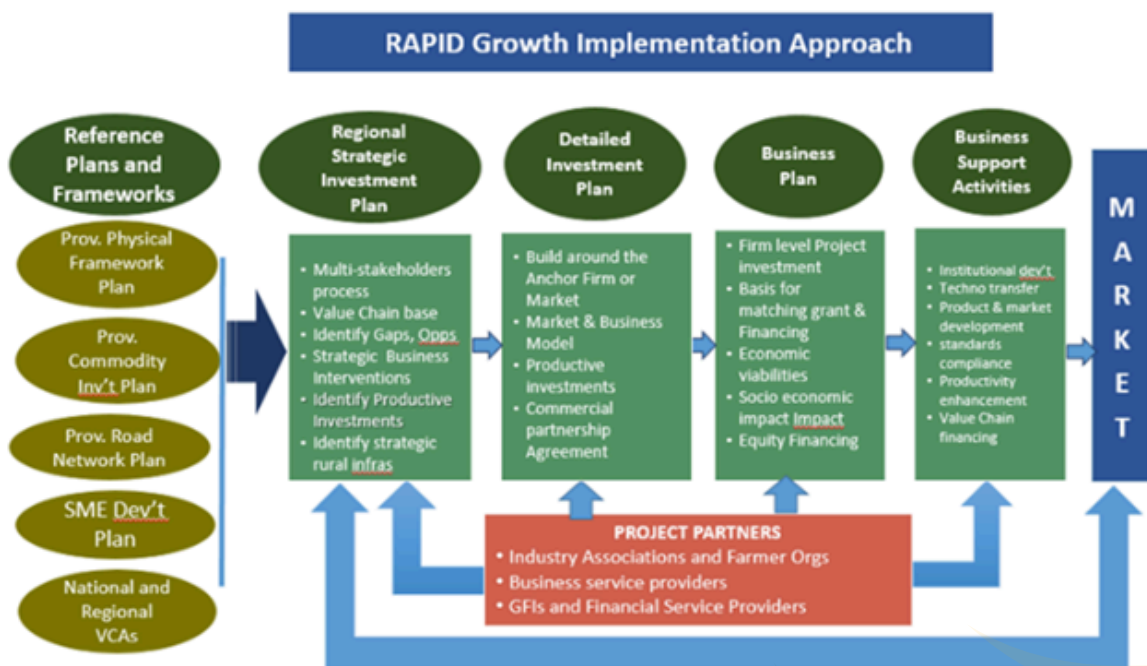 RAPID Growth Implementation Approach
Reference
Plans and
Frameworks
Prov. Physical
Framework
Plan
Prov.
Commodity
Inv't Plan
Prov. Road
Network Plan
SME Dev't
Plan
National and
Regional
VCAs
Regional
Strategic
Investment
Plan
• Multi-stakeholders
process
• Value Chain base
• Identify Gaps, Opps
• Strategic Business
Interventions
• Identify Productive
Investments
• Identify strategic
rural infras
Detailed
Investment
Plan
• Build around the
Anchor Firm or
Market
• Market & Business
Model
• Productive
investments
• Commercial
partnership
Agreement
Business
Plan
• Firm level Project
investment
• Basis for
matching grant &
Financing
• Economic
viabilities
• Socio economic
impact Impact
• Equity Financing
Business
Support
Activities
• Institutional dev't
• Techno transfer
• Product & market
development
• standards
compliance
• Productivity
enhancement
• Value Chain
financing
MARKET
PROJECT PARTNERS
• Industry Associations and Farmer Orgs
• Business service providers
• GFIs and Financial Service Providers